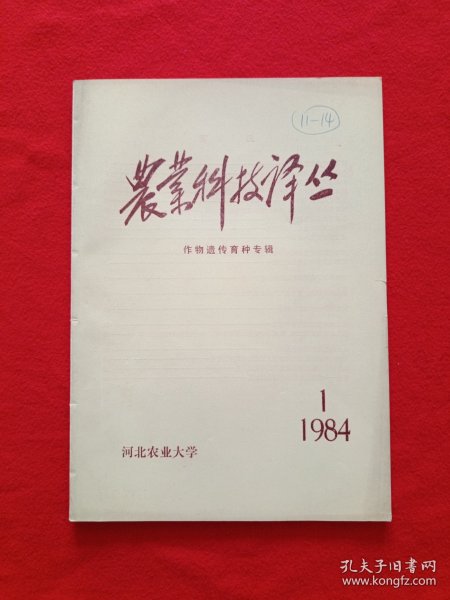 11-14
農業科技译丛
作物遗传育种专辑
1
1984
河北农业大学
孔夫子旧书网
www.kongfz.com